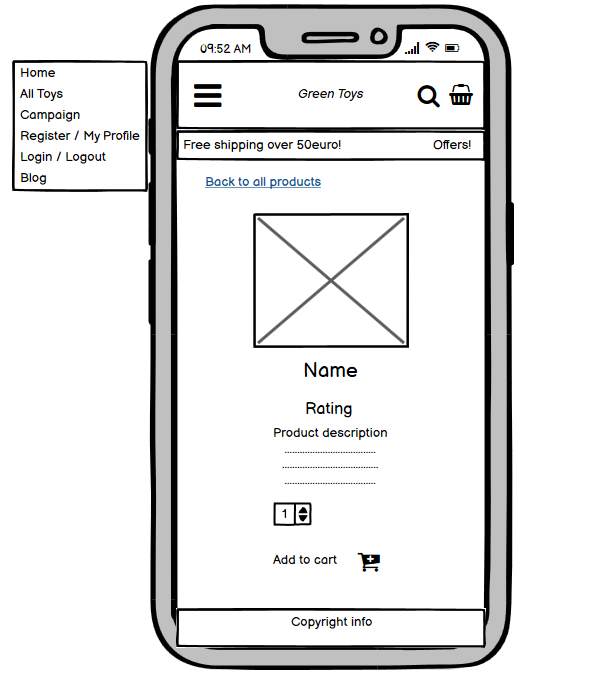 09:52 AM
Home
All Toys
Campaign
Register / My Profile
Login / Logout
Blog
Green Toys
Free shipping over 50euro! Offers!
Back to all products
Name
Rating
Product description
1
Add to cart
Copyright info